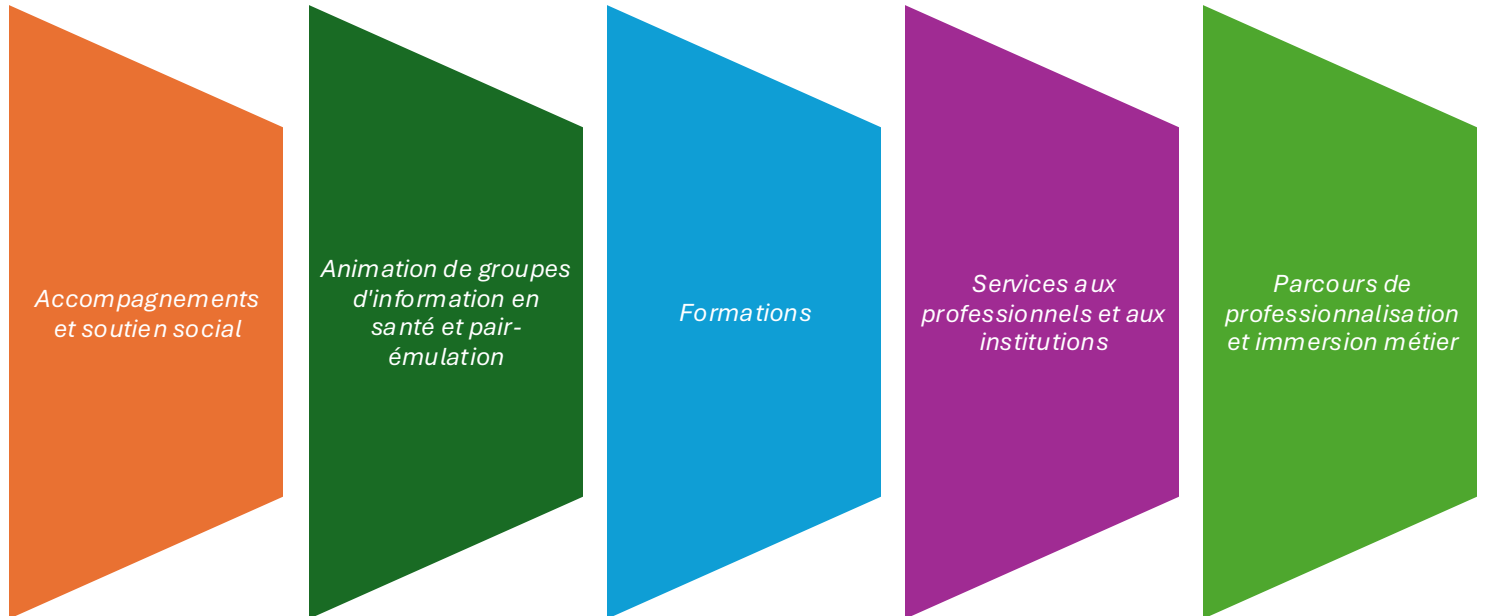 Accompagnements
et soutien social
Animation de groupes
d'information en
santé et pair-
émulation
Formations
Services aux
professionnels et aux
institutions
Parcours de
professionnalisation
et immersion métier